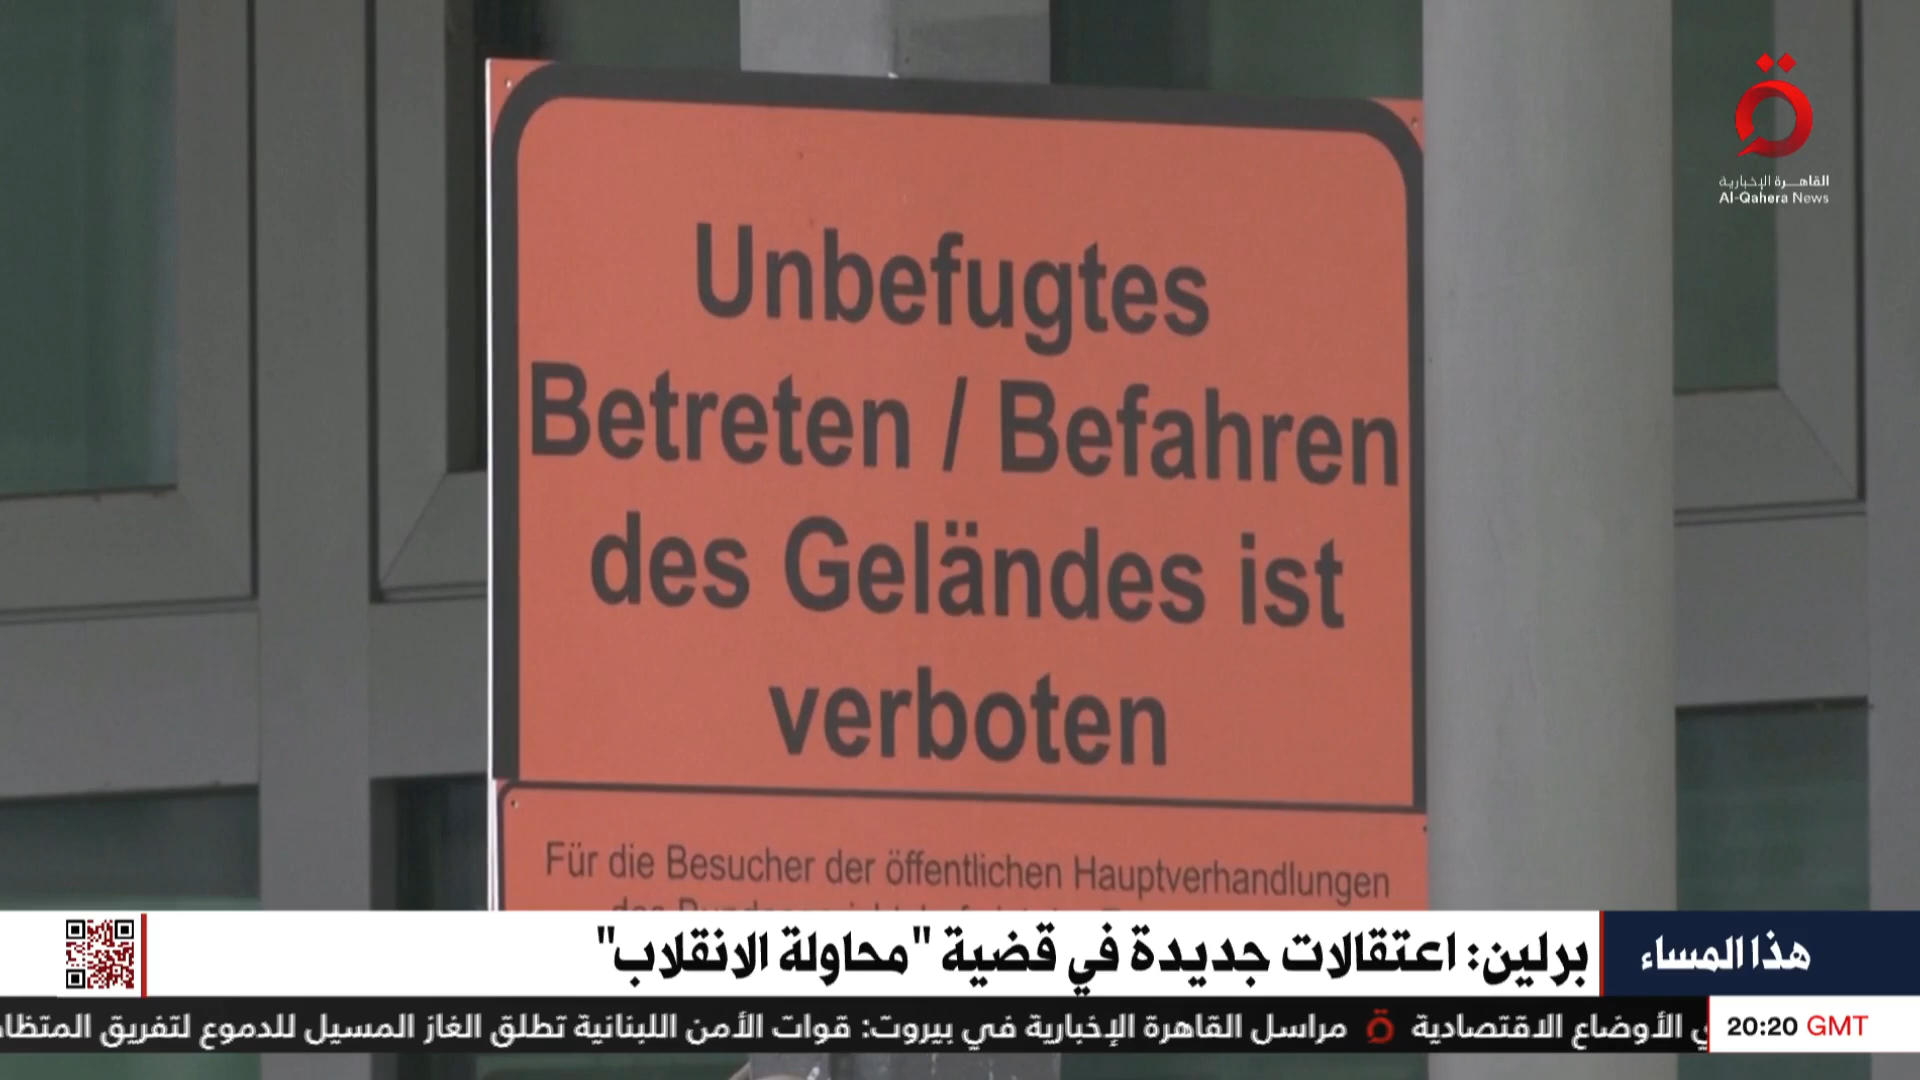 القاهـرة الإخبارية
Al-Qahera News
Unbefugtes
Betreten / Befahren
des Geländes ist
verboten
Für die Besucher der öffentlichen Hauptverhandlungen
هذا المساء
برلين: اعتقالات جديدة في قضية "محاولة الانقلاب"
20:20 GMT
الأوضاع الاقتصادية
مراسل القاهرة الإخبارية في بيروت: قوات الأمن اللبنانية تطلق الغاز المسيل للدموع لتفريق